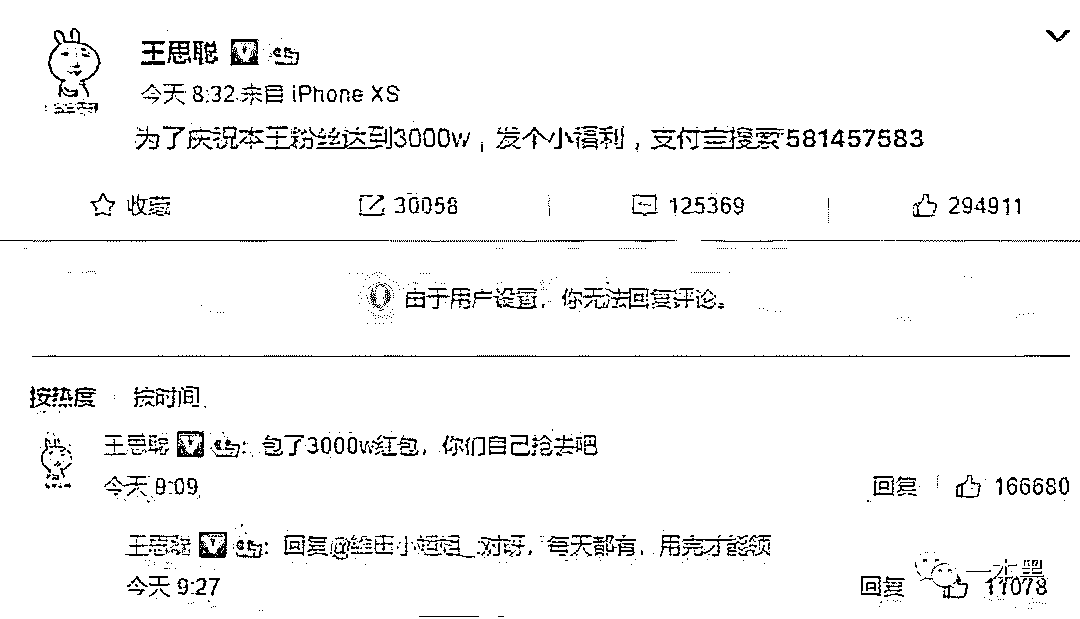 王思聪
今天 8:32 来自 iPhone XS
为了庆祝本王粉丝达到3000w，发个小福利，支付宝搜索581457583
收藏 30058 125369 294911
由于用户设置，你无法回复评论。
按热度 按时间
王思聪：包了3000w红包，你们自己抢去吧
今天 9:09 回复 166680
王思聪：回复@ 小姐姐_:对呀，每天都有，用完才能领
今天 9:27 回复 11078
一本黑